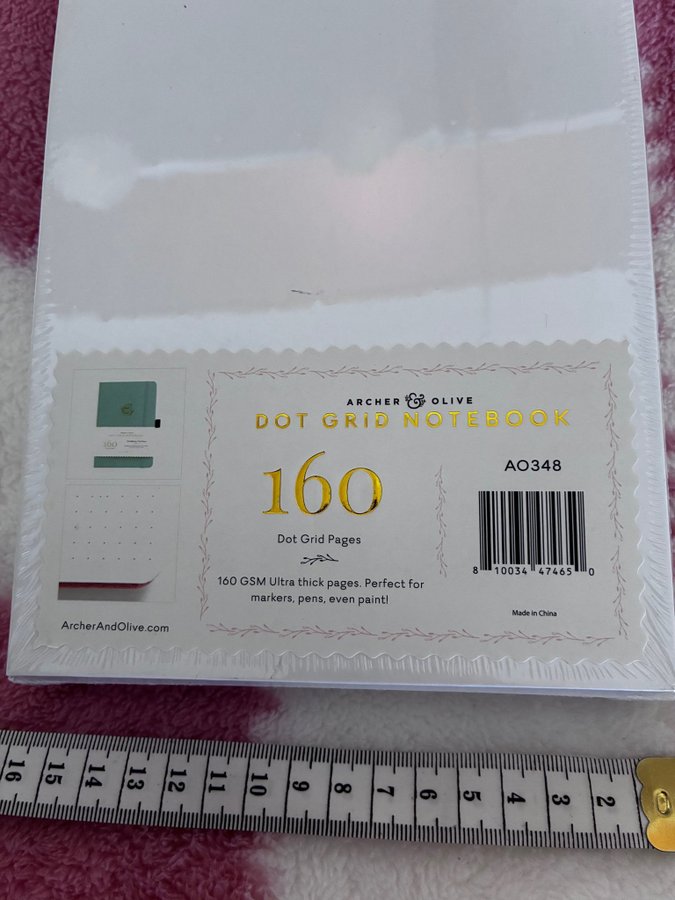 ARCHER & OLIVE
DOT GRID NOTEBOOK
160
Dot Grid Pages
160 GSM Ultra thick pages. Perfect for
markers, pens, even paint!
AO348
8 10034 47465 0
Made in China
ArcherAndOlive.com
160
16 15 14 13 12 11 10 9 8 7 6 5 4 3 2